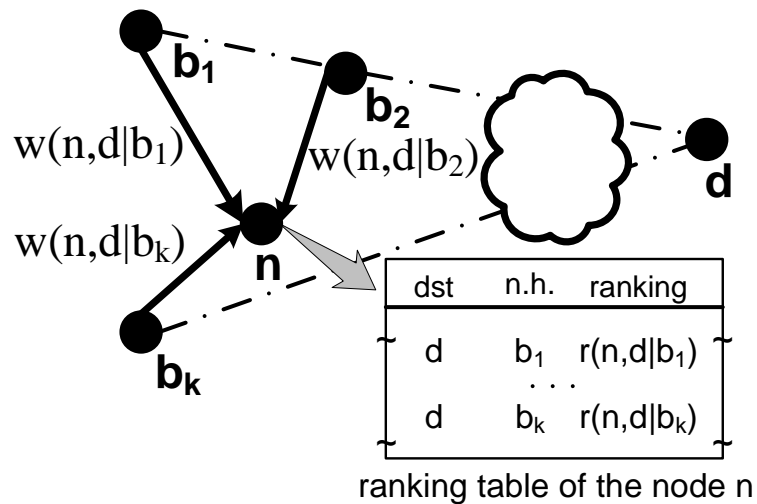 b₁
b₂
w(n,d|b₁)
w(n,d|b₂)
d
w(n,d|bₖ)
n
bₖ
dst n.h. ranking
~ d b₁ r(n,d|b₁) ~
. . .
d bₖ r(n,d|bₖ)
~ ~
ranking table of the node n